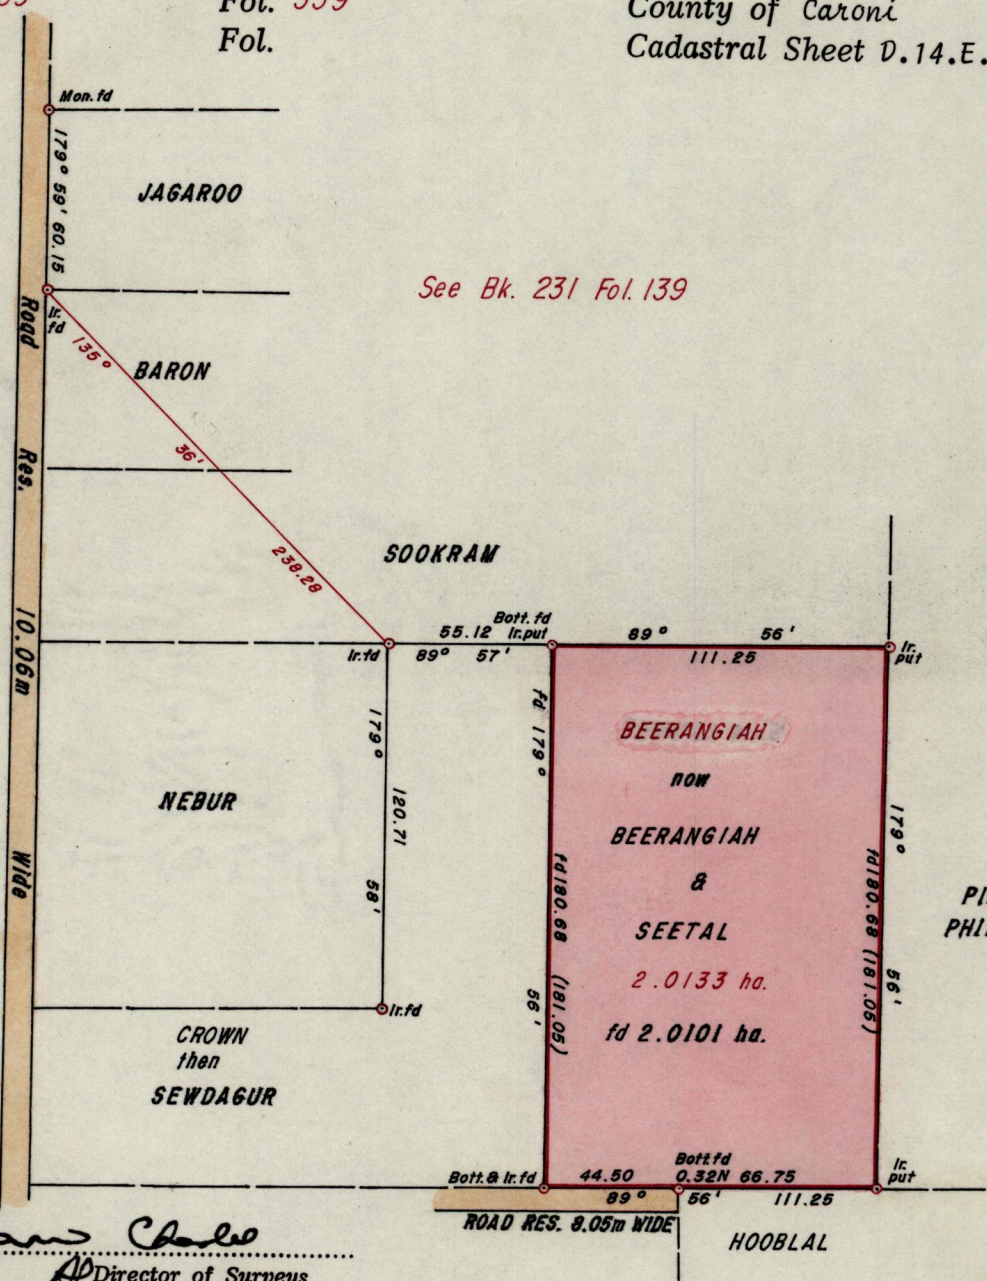 Fol.
Fol.
County of Caroni
Cadastral Sheet D.14.E.
Mon.fd
179° 59' 60.15
JAGAROO
See Bk. 231 Fol. 139
Ir.
fd
135°
36'
238.28
BARON
Road Res. 10.06m Wide
SOOKRAM
Bott.fd
55.12 Ir.put
89° 57'
Ir.fd
89° 56'
111.25
Ir.
put
179°
58'
120.71
NEBUR
fd 179°
56'
fd 180.68 (181.05)
BEERANGIAH
now
BEERANGIAH
&
SEETAL
2.0133 ha.
fd 2.0101 ha.
fd 180.68 (181.05)
179°
56'
Ir.fd
CROWN
then
SEWDAGUR
Bott.& Ir.fd
44.50
Bott.fd
0.32N 66.75
Ir.
put
89° 56' 111.25
ROAD RES. 8.05m WIDE
HOOBLAL
Director of Surveys